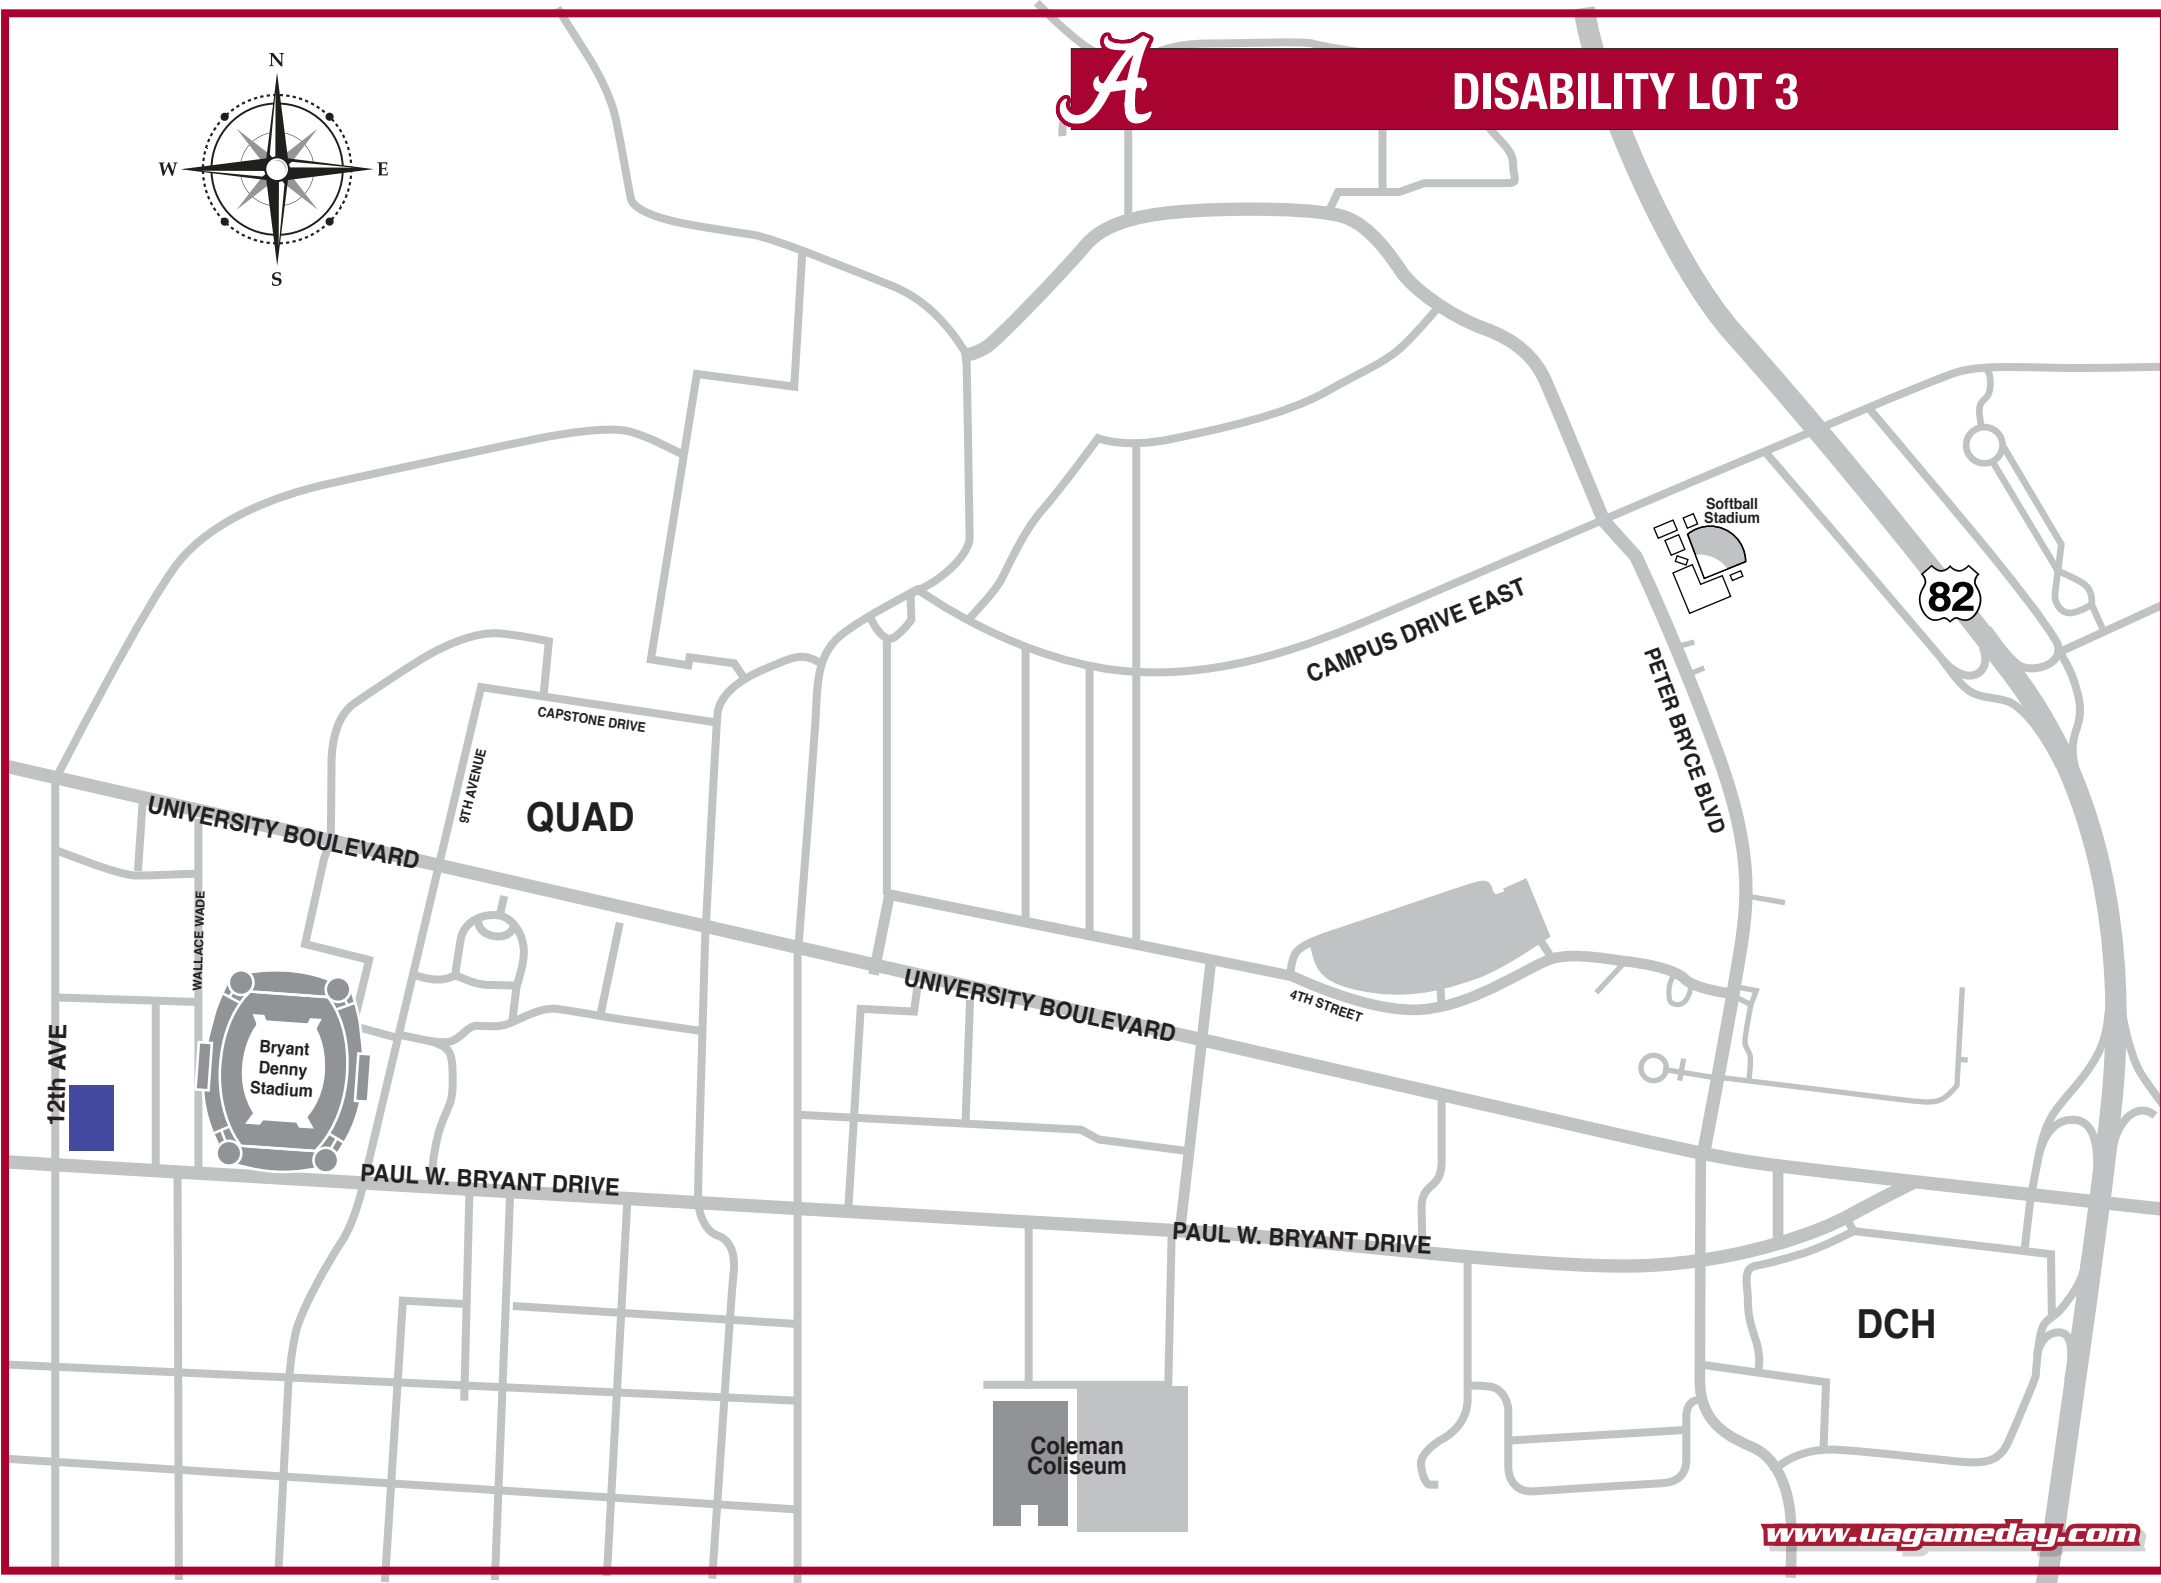 DISABILITY LOT 3
A
N
W
E
S
Softball
Stadium
82
CAMPUS DRIVE EAST
PETER BRYCE BLVD
CAPSTONE DRIVE
9TH AVENUE
QUAD
UNIVERSITY BOULEVARD
WALLACE WADE
UNIVERSITY BOULEVARD
4TH STREET
12th AVE
Bryant
Denny
Stadium
PAUL W. BRYANT DRIVE
PAUL W. BRYANT DRIVE
DCH
Coleman
Coliseum
www.uagameday.com